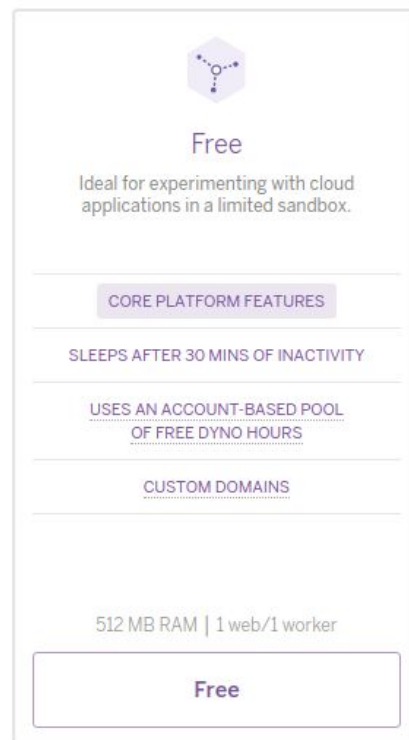 Free
Ideal for experimenting with cloud
applications in a limited sandbox.
CORE PLATFORM FEATURES
SLEEPS AFTER 30 MINS OF INACTIVITY
USES AN ACCOUNT-BASED POOL
OF FREE DYNO HOURS
CUSTOM DOMAINS
512 MB RAM | 1 web/1 worker
Free